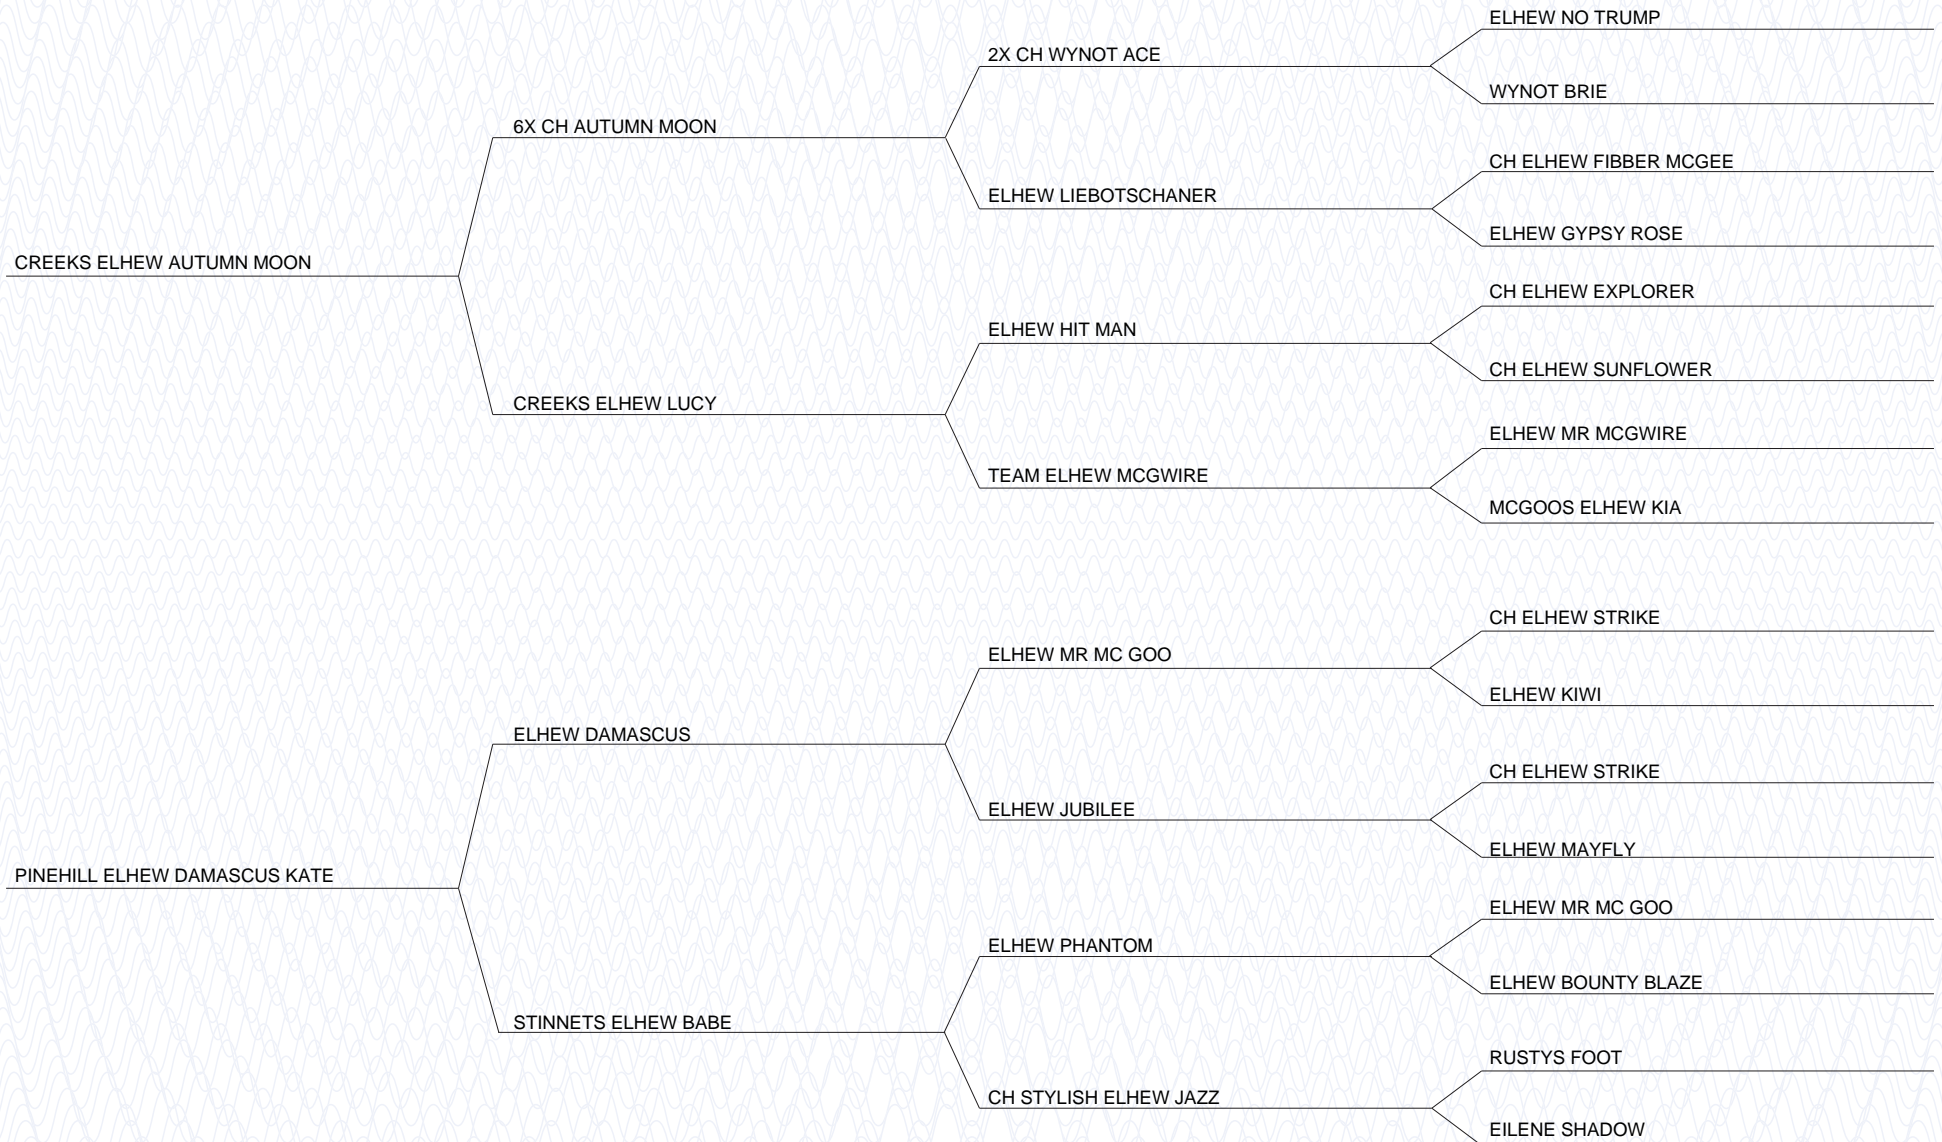 ELHEW NO TRUMP
2X CH WYNOT ACE
WYNOT BRIE
6X CH AUTUMN MOON
CH ELHEW FIBBER MCGEE
ELHEW LIEBOTSCHANER
ELHEW GYPSY ROSE
CREEKS ELHEW AUTUMN MOON
CH ELHEW EXPLORER
ELHEW HIT MAN
CH ELHEW SUNFLOWER
CREEKS ELHEW LUCY
ELHEW MR MCGWIRE
TEAM ELHEW MCGWIRE
MCGOOS ELHEW KIA
CH ELHEW STRIKE
ELHEW MR MC GOO
ELHEW KIWI
ELHEW DAMASCUS
CH ELHEW STRIKE
ELHEW JUBILEE
ELHEW MAYFLY
PINEHILL ELHEW DAMASCUS KATE
ELHEW MR MC GOO
ELHEW PHANTOM
ELHEW BOUNTY BLAZE
STINNETS ELHEW BABE
RUSTYS FOOT
CH STYLISH ELHEW JAZZ
EILENE SHADOW